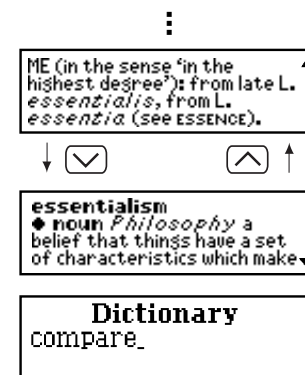 ME (in the sense ‘in the
highest degree’): from late L.
essentialis, from L.
essentia (see ESSENCE).
essentialism
◆ noun Philosophy a
belief that things have a set
of characteristics which make
Dictionary
compare_